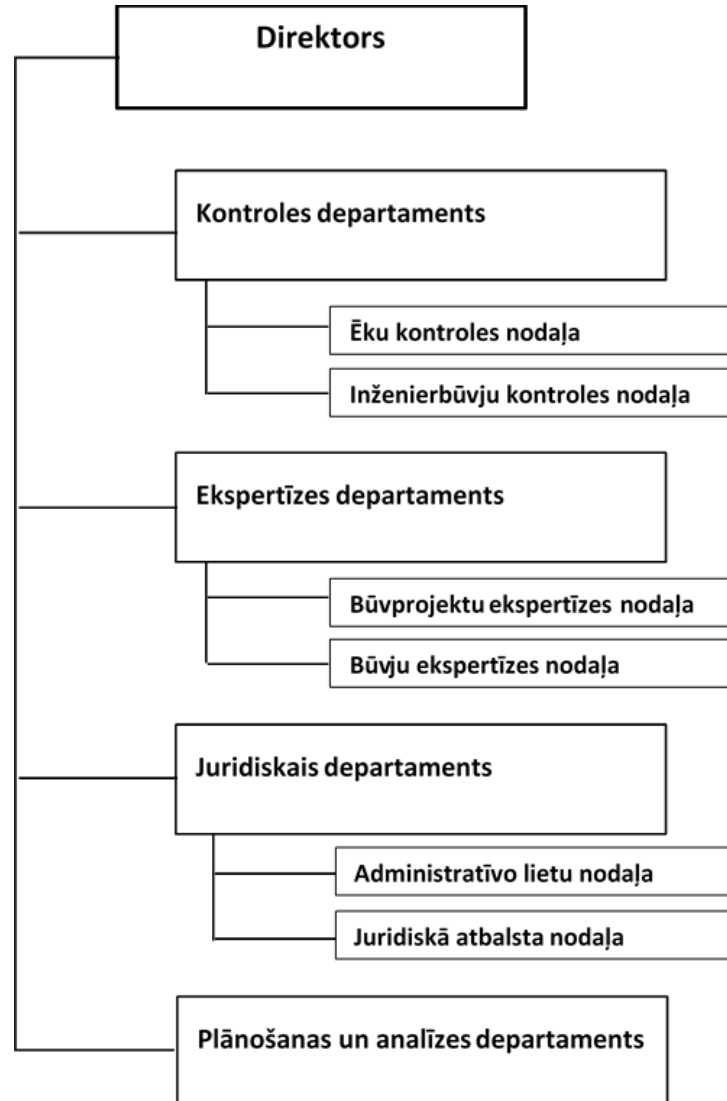 Direktors
Kontroles departaments
Ēku kontroles nodaļa
Inženierbūvju kontroles nodaļa
Ekspertīzes departaments
Būvprojektu ekspertīzes nodaļa
Būvju ekspertīzes nodaļa
Juridiskais departaments
Administratīvo lietu nodaļa
Juridiskā atbalsta nodaļa
Plānošanas un analīzes departaments